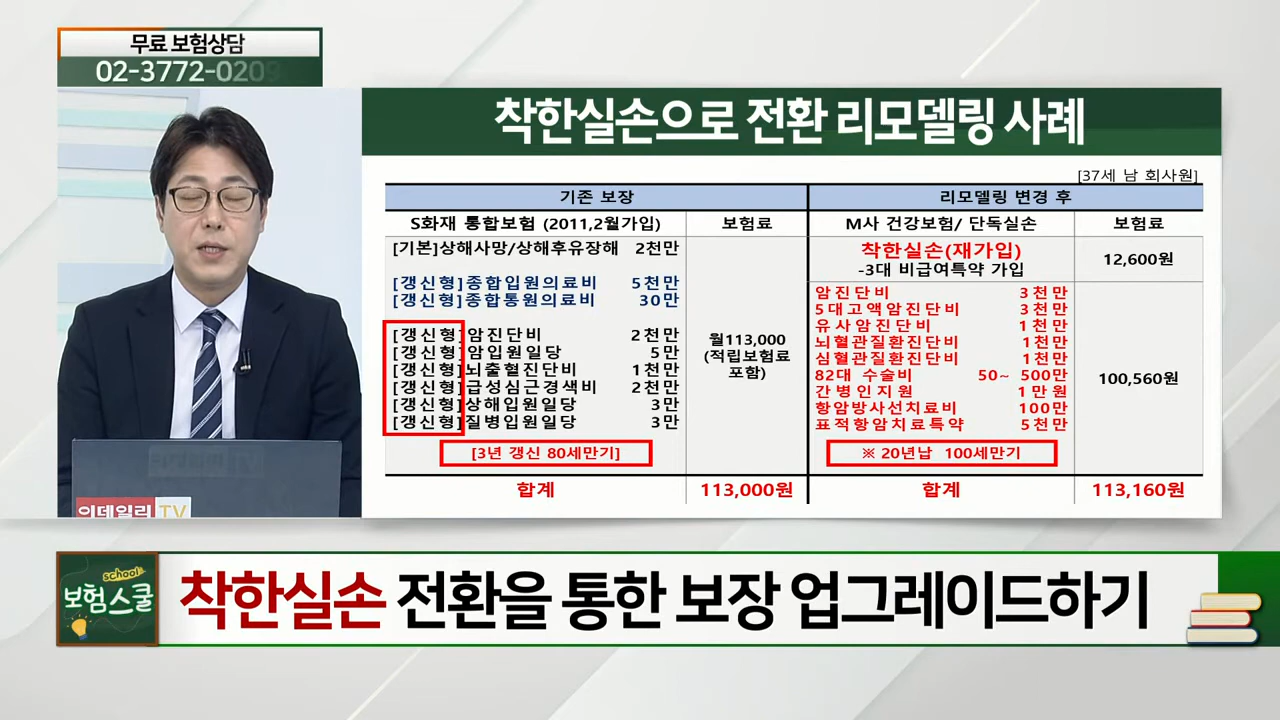 무료 보험상담
02-3772-0209
착한실손으로 전환 리모델링 사례
[37세 남 회사원]
기존 보장 리모델링 변경 후
S화재 통합보험 (2011,2월가입) 보험료 M사 건강보험/ 단독실손 보험료
[기본]상해사망/상해후유장해 2천만
[갱신형]종합입원의료비 5천만
[갱신형]종합통원의료비 30만
[갱신형]암진단비 2천만
[갱신형]암입원일당 5만
[갱신형]뇌출혈진단비 1천만
[갱신형]급성심근경색비 2천만
[갱신형]상해입원일당 3만
[갱신형]질병입원일당 3만
[3년 갱신 80세만기]
월113,000
(적립보험료
포함)
착한실손(재가입)
-3대 비급여특약 가입
12,600원
암진단비 3천만
5대고액암진단비 3천만
유사암진단비 1천만
뇌혈관질환진단비 1천만
심혈관질환진단비 1천만
82대 수술비 50~ 500만
간병인지원 1만원
항암방사선치료비 100만
표적항암치료특약 5천만
※ 20년납 100세만기
100,560원
합계 113,000원 합계 113,160원
이데일리 TV
school
보험스쿨
착한실손 전환을 통한 보장 업그레이드하기